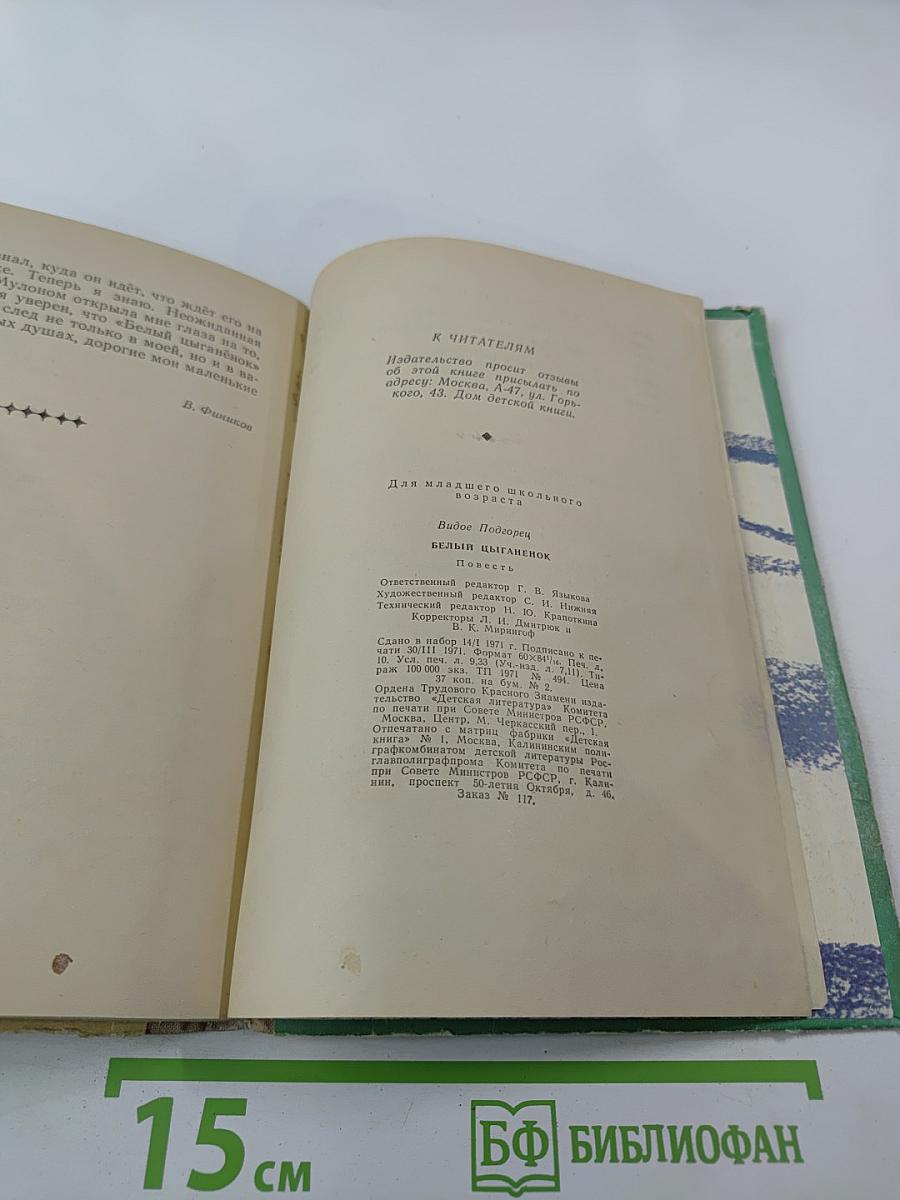 нал, куда он идёт, что ждёт его на
ке. Теперь я знаю. Неожиданная
Мулоном открыла мне глаза на то,
я уверен, что «Белый цыганёнок»
след не только в моей, но и в ва-
ых душах, дорогие мои маленькие
В. Фиников
К ЧИТАТЕЛЯМ
Издательство просит отзывы
об этой книге присылать по
адресу: Москва, А-47, ул. Горь-
кого, 43. Дом детской книги.
Для младшего школьного
возраста
Видое Подгорец
БЕЛЫЙ ЦЫГАНЕНОК
Повесть
Ответственный редактор Г. В. Языкова
Художественный редактор С. И. Нижняя
Технический редактор Н. Ю. Крапоткина
Корректоры Л. И. Дмитрюк и
В. К. Мирингоф
Сдано в набор 14/I 1971 г. Подписано к пе-
чати 30/III 1971. Формат 60×84¹/₁₆. Печ. л.
10. Усл. печ. л. 9,33 (Уч.-изд. л. 7,11). Ти-
раж 100 000 экз. ТП 1971 № 494. Цена
37 коп. на бум. № 2.
Ордена Трудового Красного Знамени изда-
тельство «Детская литература» Комитета
по печати при Совете Министров РСФСР.
Москва, Центр, М. Черкасский пер., 1.
Отпечатано с матриц фабрики «Детская
книга» № 1, Москва, Калининским поли-
графкомбинатом детской литературы Рос-
главполиграфпрома Комитета по печати
при Совете Министров РСФСР, г. Кали-
нин, проспект 50-летия Октября, д. 46.
Заказ № 117.
15 см
БФ БИБЛИОФАН